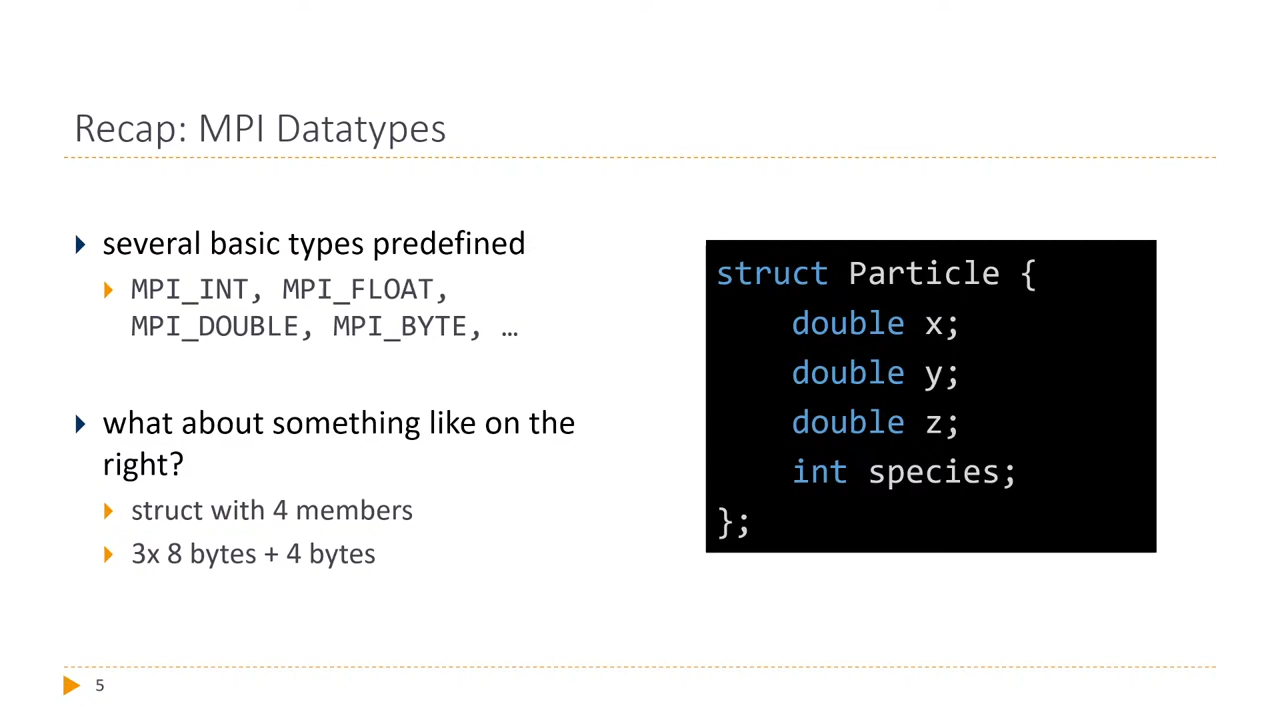 Recap: MPI Datatypes
several basic types predefined
MPI_INT, MPI_FLOAT,
MPI_DOUBLE, MPI_BYTE, …
what about something like on the
right?
struct with 4 members
3x 8 bytes + 4 bytes
struct Particle {
    double x;
    double y;
    double z;
    int species;
};
5